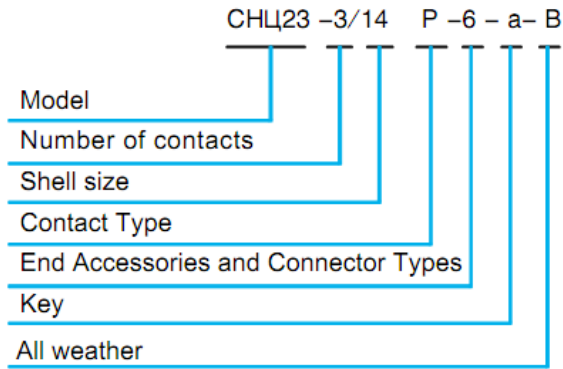 СНЦ23 –3/14 P –6 – a– B
Model
Number of contacts
Shell size
Contact Type
End Accessories and Connector Types
Key
All weather